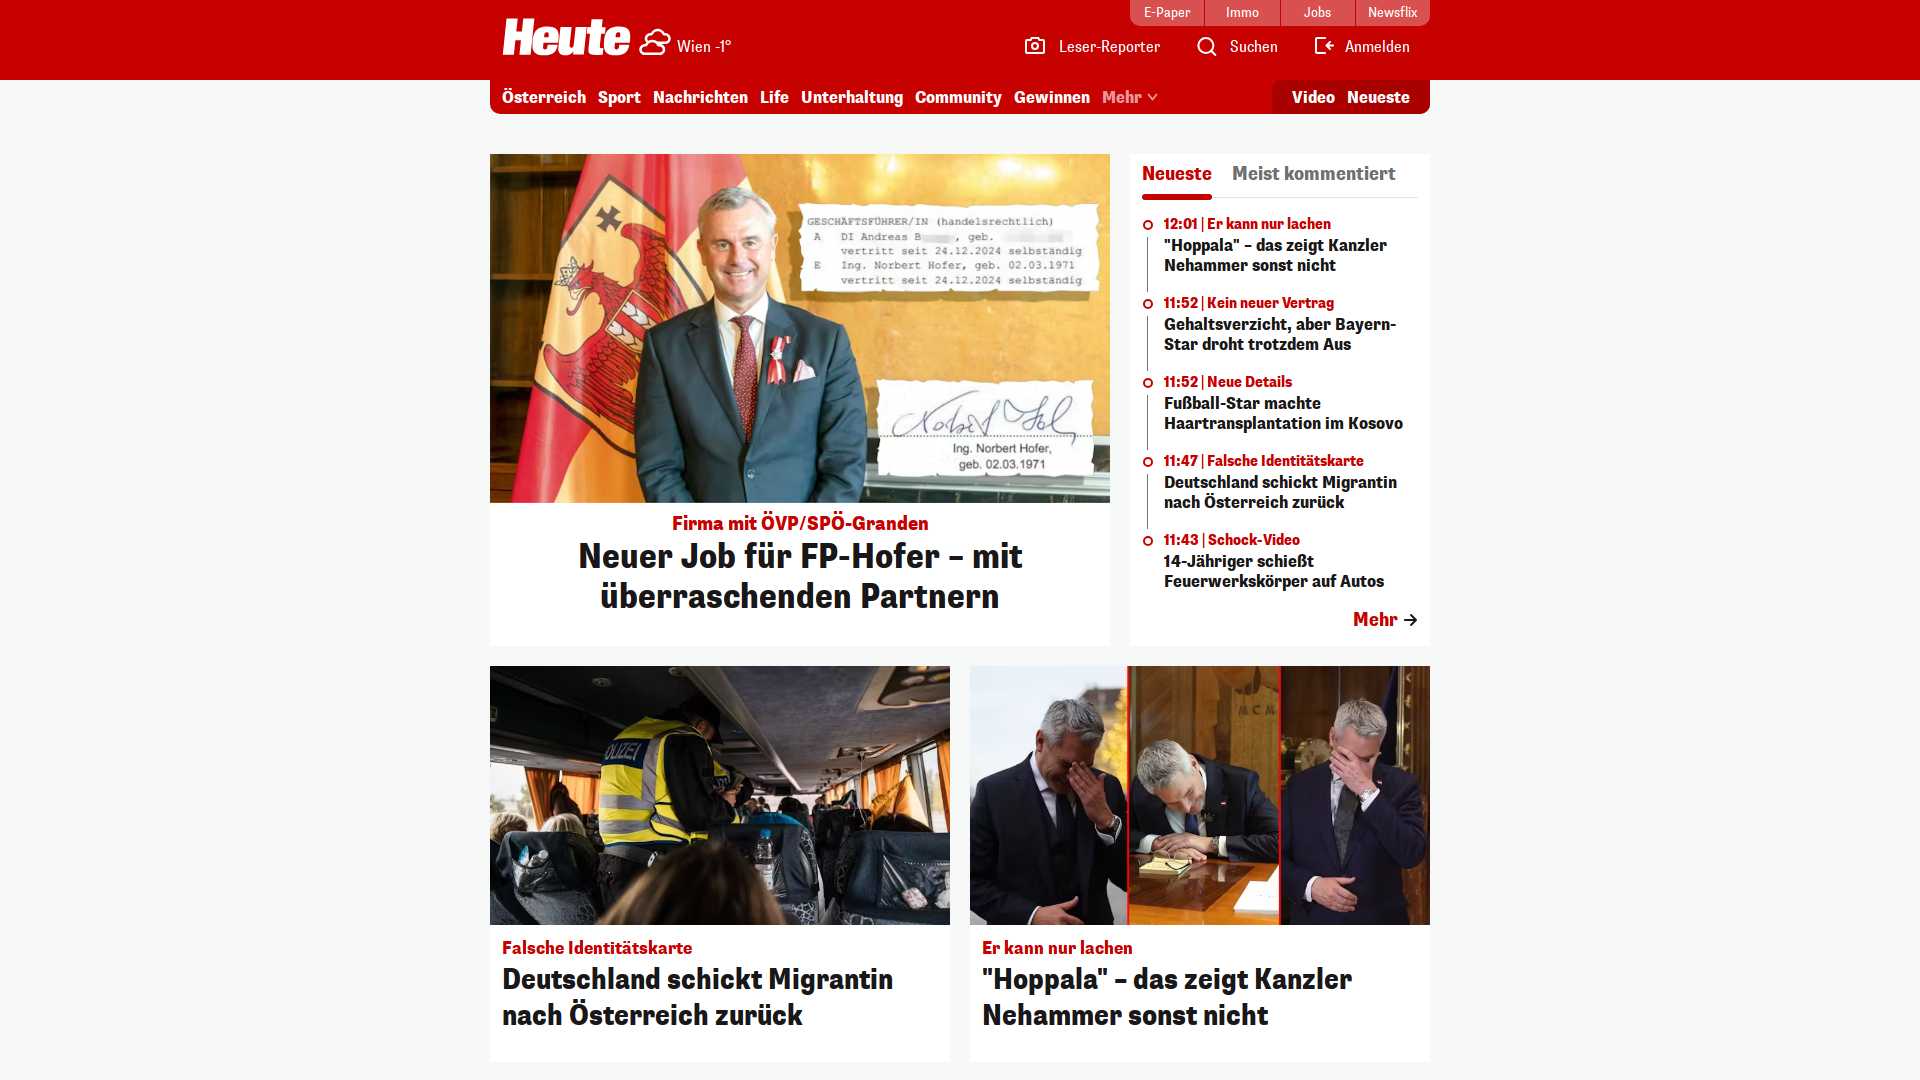 E-Paper
Immo
Jobs
Newsflix
Heute
Wien -1°
Leser-Reporter
Suchen
Anmelden
Österreich
Sport
Nachrichten
Life
Unterhaltung
Community
Gewinnen
Mehr
Video
Neueste
GESCHÄFTSFÜHRER/IN (handelsrechtlich)
A DI Andreas B , geb.
vertritt seit 24.12.2024 selbständig
E Ing. Norbert Hofer, geb. 02.03.1971
vertritt seit 24.12.2024 selbständig
Ing. Norbert Hofer,
geb. 02.03.1971
Firma mit ÖVP/SPÖ-Granden
Neuer Job für FP-Hofer – mit
überraschenden Partnern
Neueste
Meist kommentiert
12:01 | Er kann nur lachen
"Hoppala" – das zeigt Kanzler
Nehammer sonst nicht
11:52 | Kein neuer Vertrag
Gehaltsverzicht, aber Bayern-
Star droht trotzdem Aus
11:52 | Neue Details
Fußball-Star machte
Haartransplantation im Kosovo
11:47 | Falsche Identitätskarte
Deutschland schickt Migrantin
nach Österreich zurück
11:43 | Schock-Video
14-Jähriger schießt
Feuerwerkskörper auf Autos
Mehr
POLIZEI
Falsche Identitätskarte
Deutschland schickt Migrantin
nach Österreich zurück
MCM
Er kann nur lachen
"Hoppala" – das zeigt Kanzler
Nehammer sonst nicht